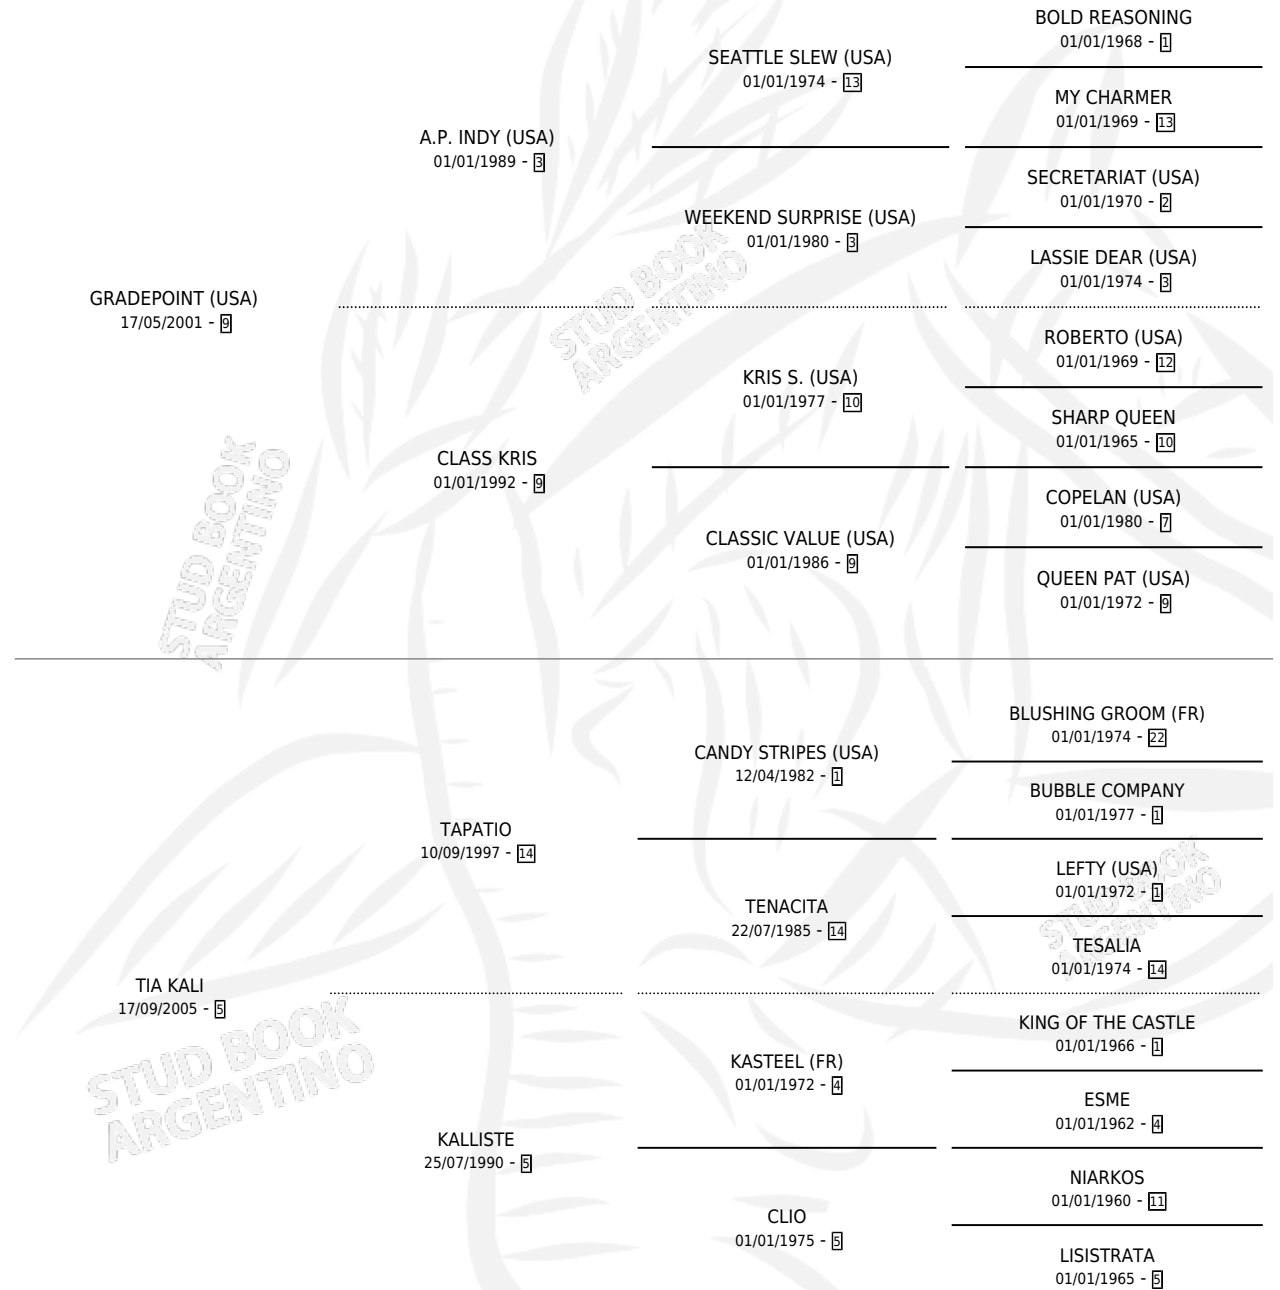 BOLD REASONING
01/01/1968 - 1
SEATTLE SLEW (USA)
01/01/1974 - 13
MY CHARMER
01/01/1969 - 13
A.P. INDY (USA)
01/01/1989 - 3
SECRETARIAT (USA)
01/01/1970 - 2
WEEKEND SURPRISE (USA)
01/01/1980 - 3
LASSIE DEAR (USA)
01/01/1974 - 3
GRADEPOINT (USA)
17/05/2001 - 9
STUD BOOK
ARGENTINO
ROBERTO (USA)
01/01/1969 - 12
KRIS S. (USA)
01/01/1977 - 10
SHARP QUEEN
01/01/1965 - 10
CLASS KRIS
01/01/1992 - 9
COPELAN (USA)
01/01/1980 - 7
CLASSIC VALUE (USA)
01/01/1986 - 9
QUEEN PAT (USA)
01/01/1972 - 9
STUD BOOK
ARGENTINO
BLUSHING GROOM (FR)
01/01/1974 - 22
CANDY STRIPES (USA)
12/04/1982 - 1
BUBBLE COMPANY
01/01/1977 - 1
TAPATIO
10/09/1997 - 14
LEFTY (USA)
01/01/1972 - 1
TENACITA
22/07/1985 - 14
STUD BOOK
ARGENTINO
TESALIA
01/01/1974 - 14
TIA KALI
17/09/2005 - 5
KING OF THE CASTLE
01/01/1966 - 1
STUD BOOK
ARGENTINO
KASTEEL (FR)
01/01/1972 - 4
ESME
01/01/1962 - 4
KALLISTE
25/07/1990 - 5
NIARKOS
01/01/1960 - 11
CLIO
01/01/1975 - 5
LISISTRATA
01/01/1965 - 5